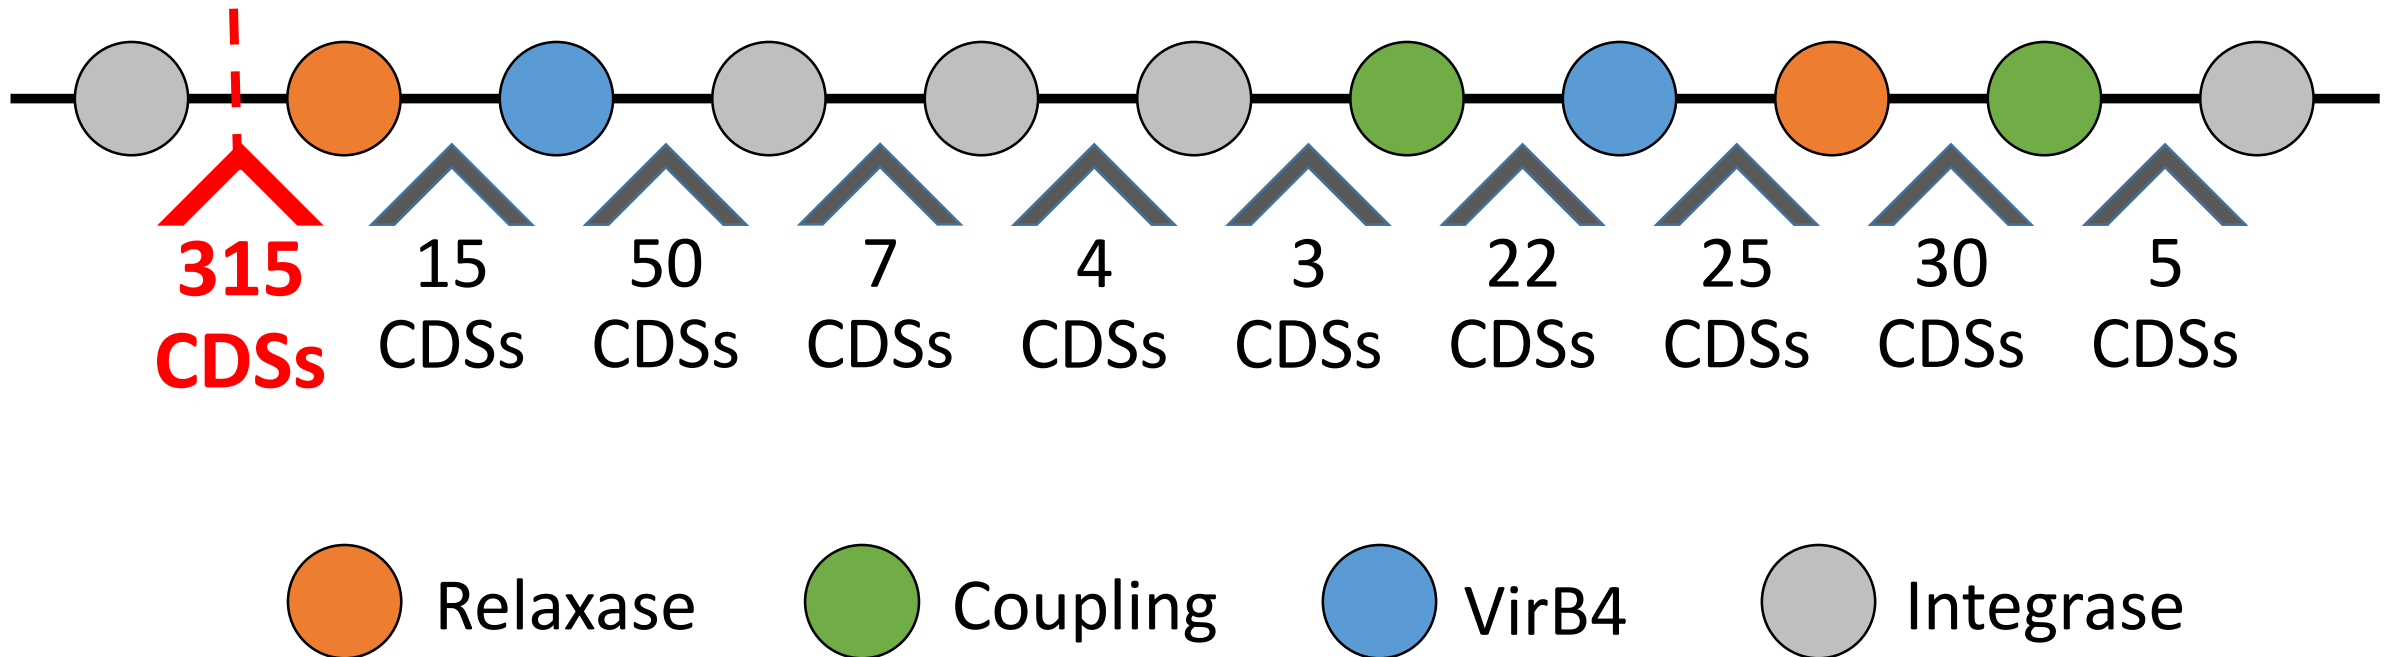 315 15 50 7 4 3 22 25 30 5
CDSs CDSs CDSs CDSs CDSs CDSs CDSs CDSs CDSs CDSs
Relaxase Coupling VirB4 Integrase